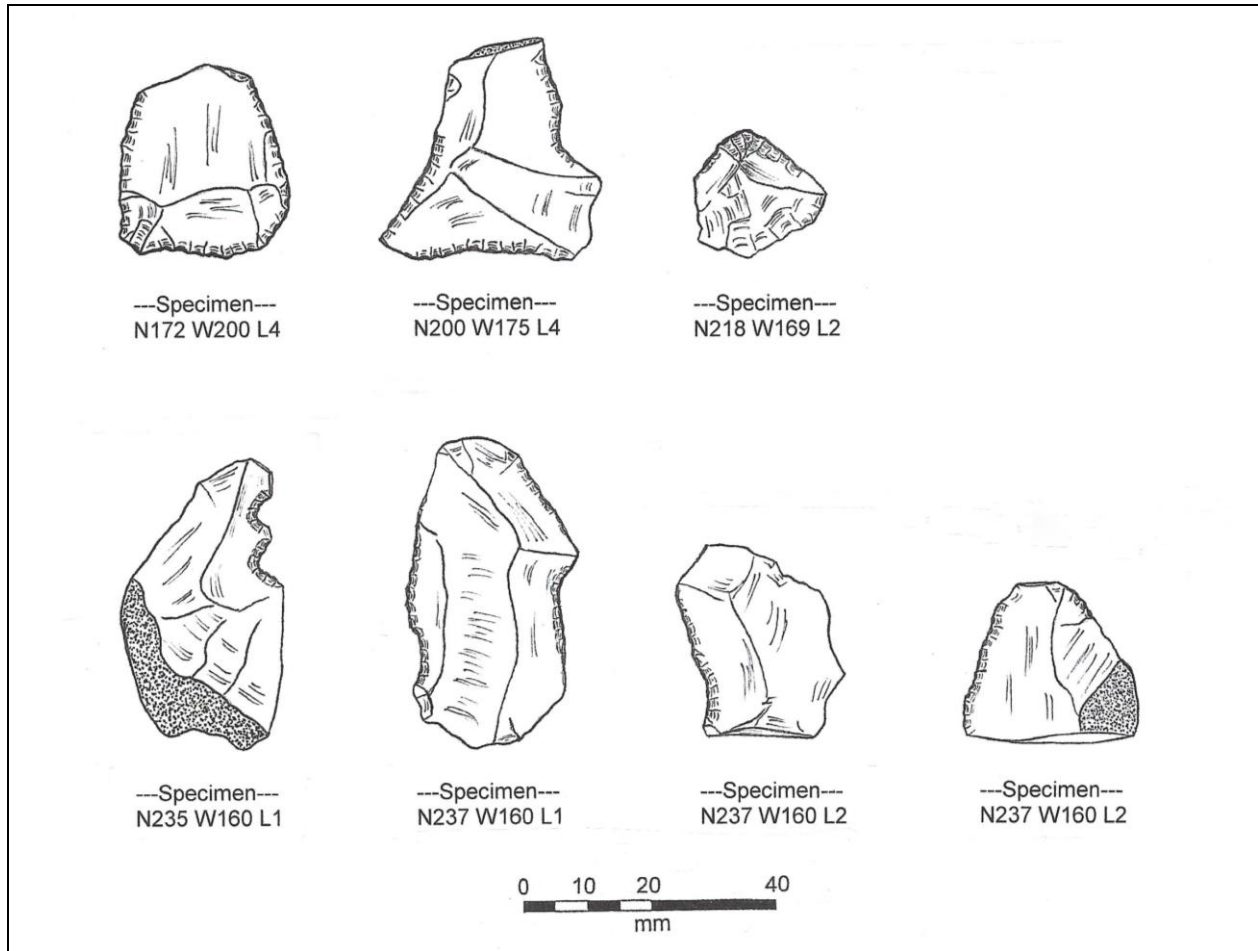 ---Specimen---
N172 W200 L4
---Specimen---
N200 W175 L4
---Specimen---
N218 W169 L2
---Specimen---
N235 W160 L1
---Specimen---
N237 W160 L1
---Specimen---
N237 W160 L2
---Specimen---
N237 W160 L2
0 10 20 40
mm